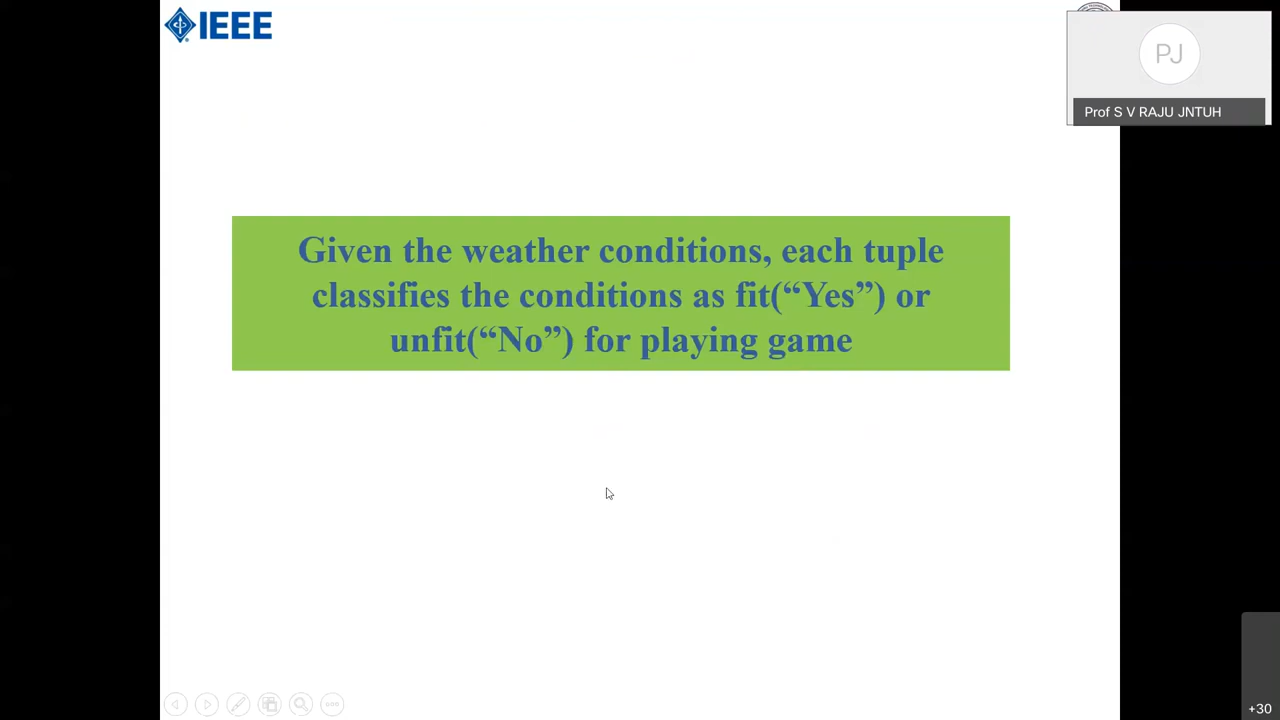 IEEE
PJ
Prof S V RAJU JNTUH
Given the weather conditions, each tuple
classifies the conditions as fit(“Yes”) or
unfit(“No”) for playing game
+30